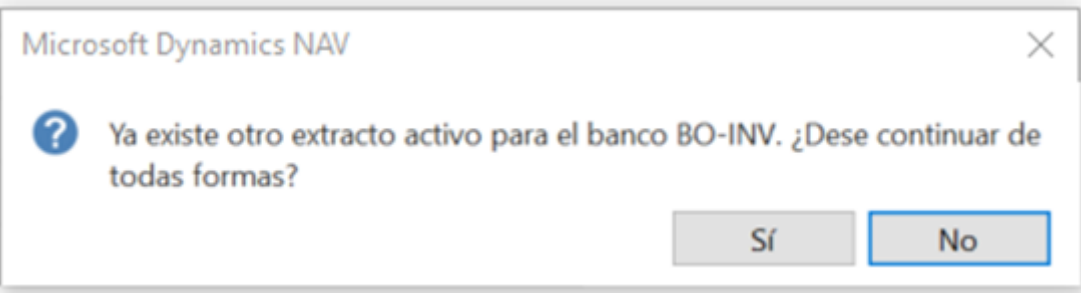 Microsoft Dynamics NAV
Ya existe otro extracto activo para el banco BO-INV. ¿Dese continuar de
todas formas?
Sí
No